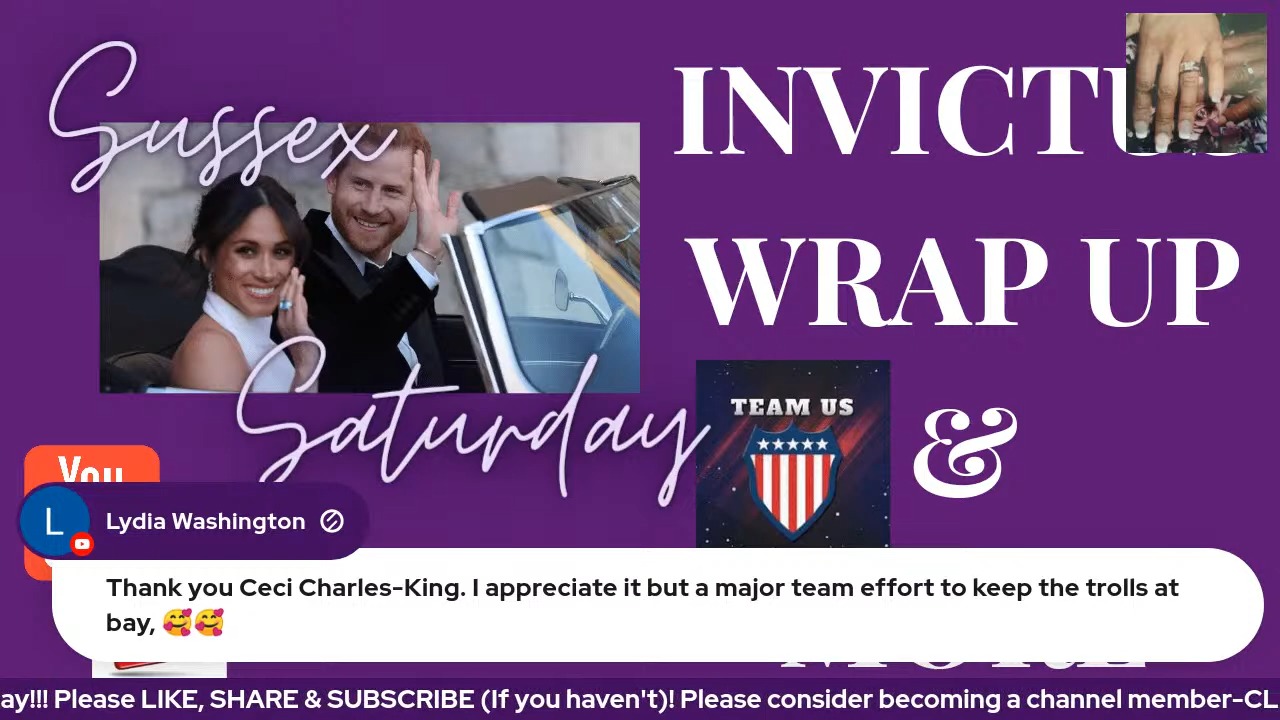 Sussex
INVICTUS
WRAP UP
Saturday
TEAM US
&
You
L
Lydia Washington
Thank you Ceci Charles-King. I appreciate it but a major team effort to keep the trolls at
bay, 🥰🥰
MORE
ay!!! Please LIKE, SHARE & SUBSCRIBE (If you haven't)! Please consider becoming a channel member-CL